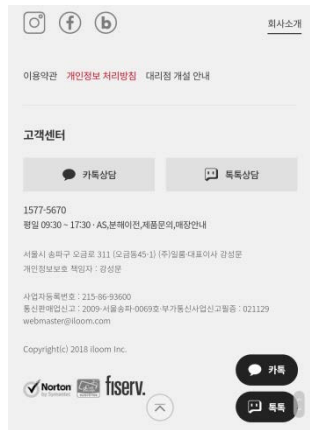 회사소개
이용약관 개인정보 처리방침 대리점 개설 안내
고객센터
카톡상담 톡톡상담
1577-5670
평일 09:30 ~ 17:30 · AS,분해이전,제품문의,매장안내
서울시 송파구 오금로 311 (오금동45-1) (주)일룸 대표이사 강성문
개인정보보호 책임자 : 강성문
사업자등록번호 : 215-86-93600
통신판매업신고 : 2009-서울송파-0069호 부가통신사업신고필증 : 021129
webmaster@iloom.com
Copyright(c) 2018 iloom Inc.
카톡
Norton fiserv.
by Symantec
톡톡